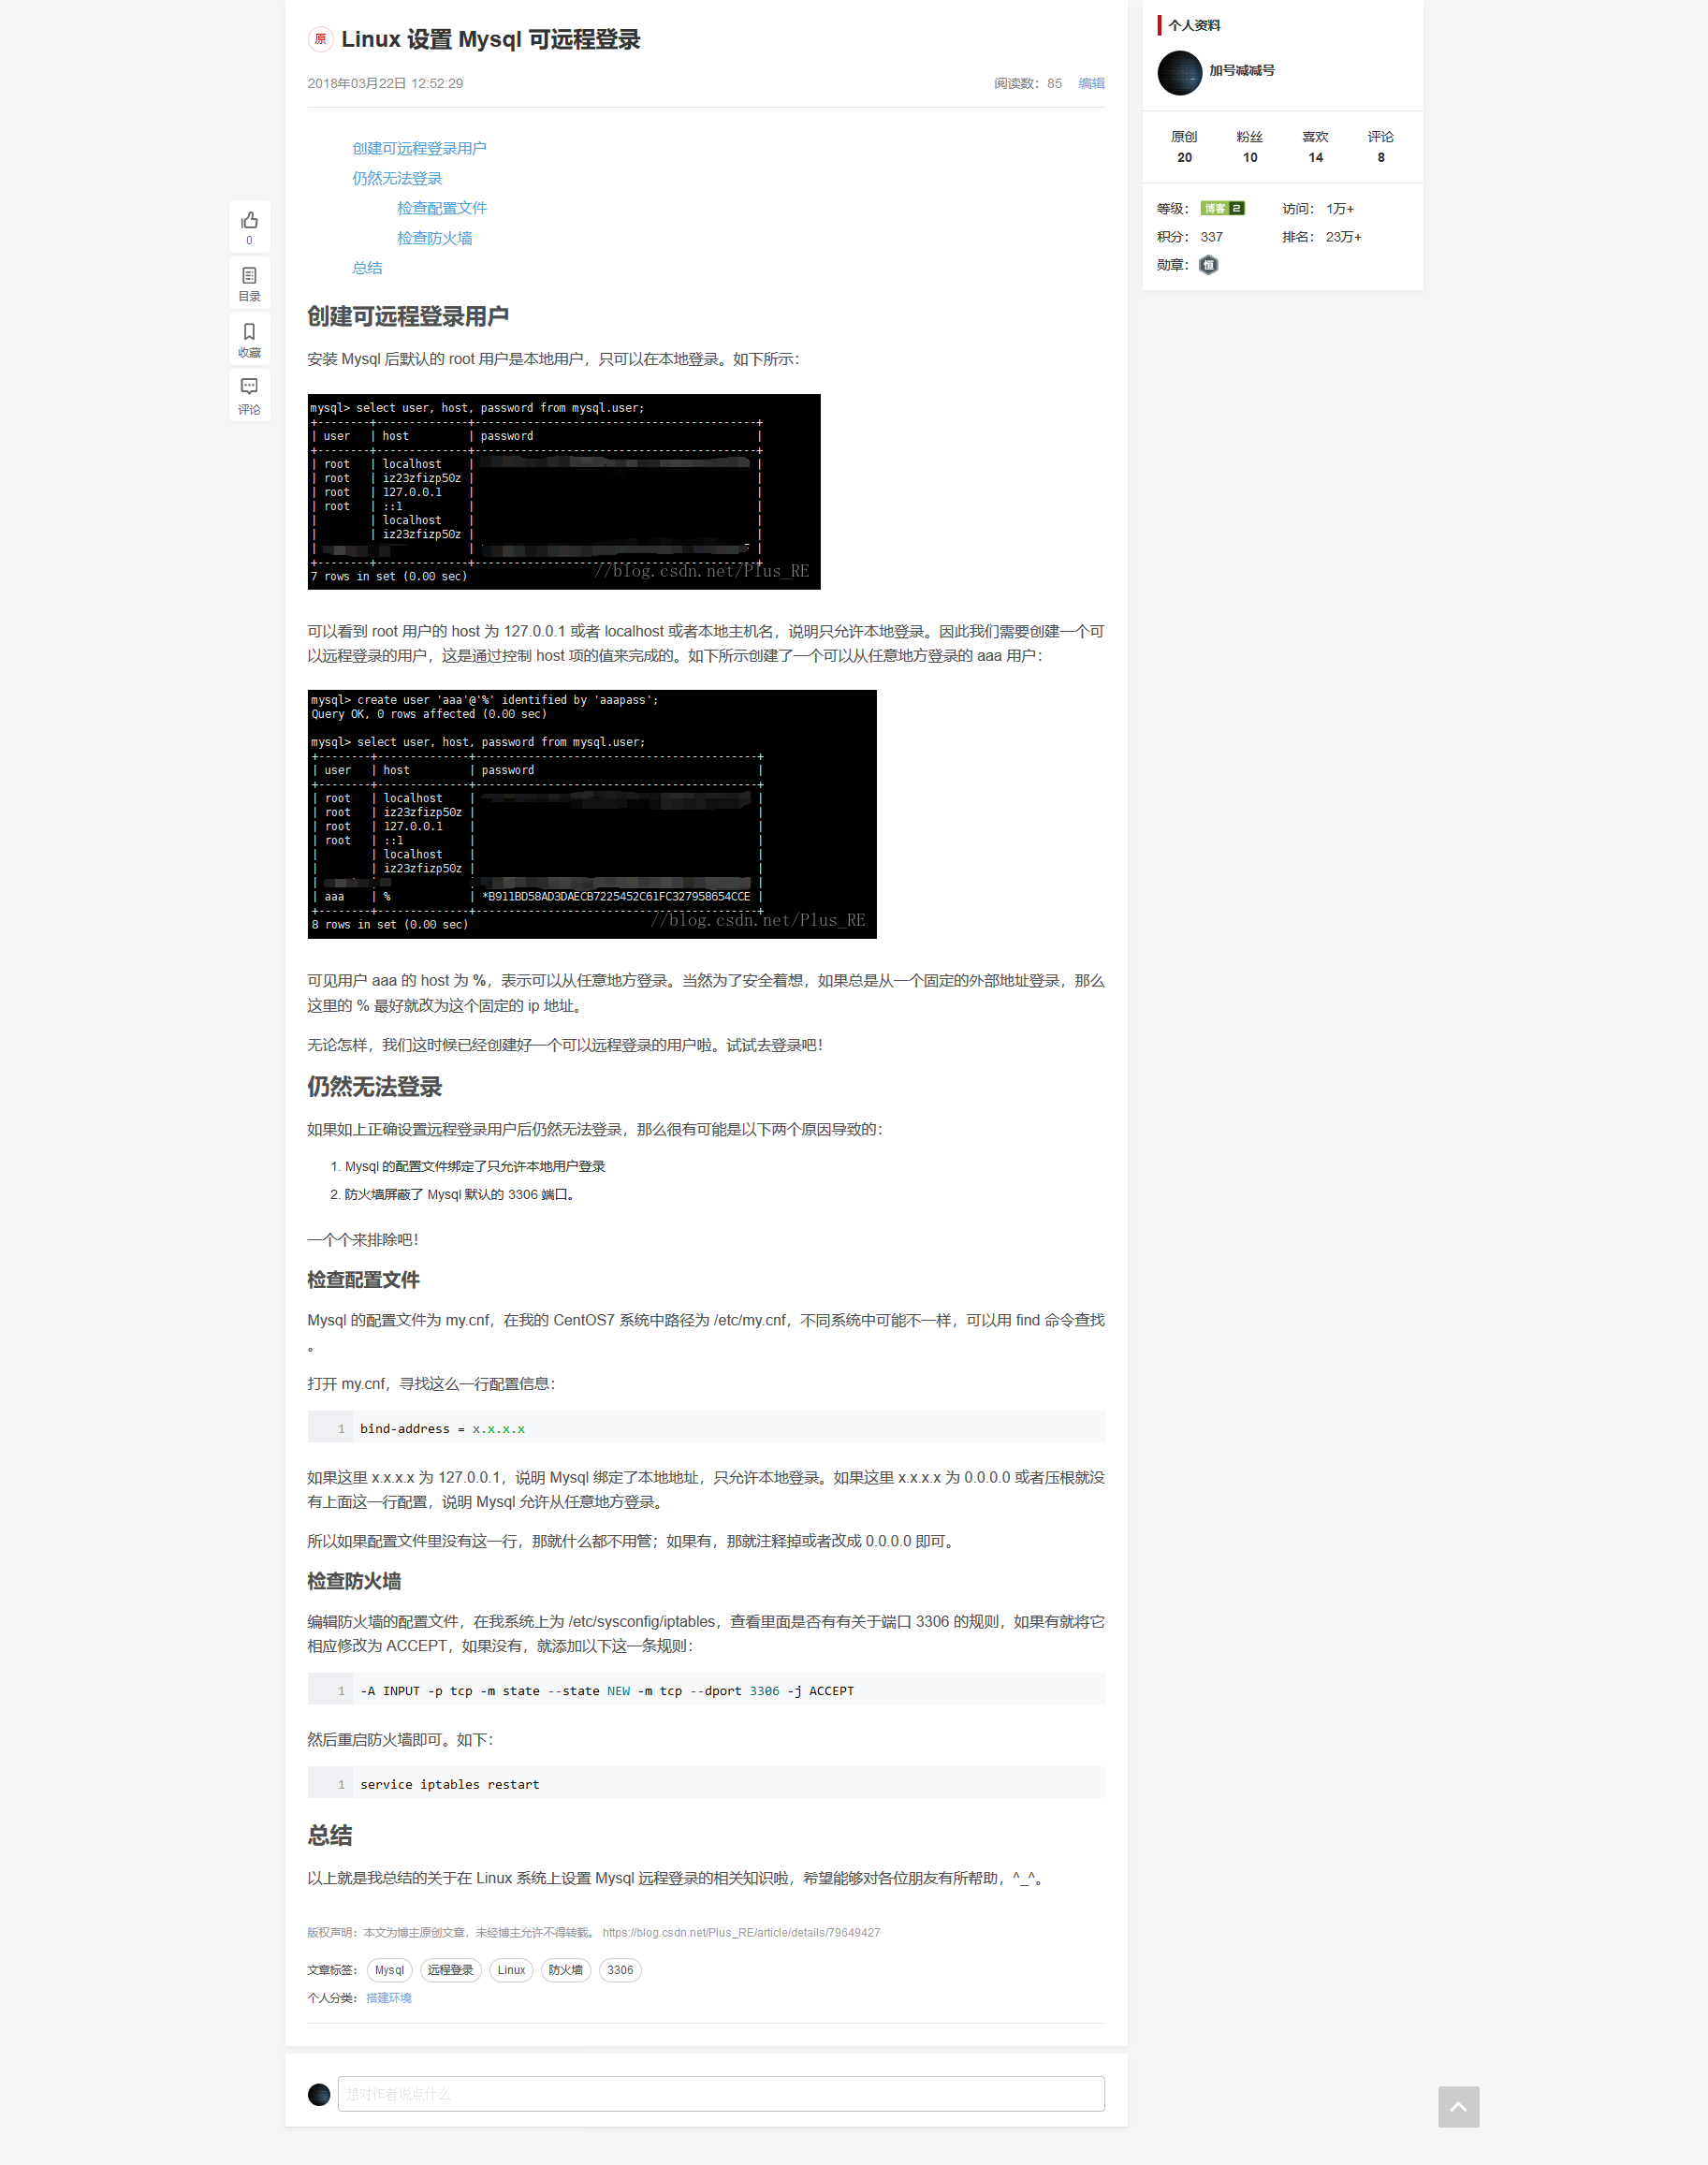 原 Linux 设置 Mysql 可远程登录
2018年03月22日 12:52:29 阅读数：85 编辑
创建可远程登录用户
仍然无法登录
检查配置文件
检查防火墙
总结
创建可远程登录用户
安装 Mysql 后默认的 root 用户是本地用户，只可以在本地登录。如下所示：
mysql> select user, host, password from mysql.user;
+--------+--------------+-------------------------------------------+
| user | host | password |
+--------+--------------+-------------------------------------------+
| root | localhost | |
| root | iz23zfizp50z | |
| root | 127.0.0.1 | |
| root | ::1 | |
| | localhost | |
| | iz23zfizp50z | |
| | |
+--------+--------------+-------------------------------------------+
7 rows in set (0.00 sec)
//blog.csdn.net/Plus_RE
可以看到 root 用户的 host 为 127.0.0.1 或者 localhost 或者本地主机名，说明只允许本地登录。因此我们需要创建一个可
以远程登录的用户，这是通过控制 host 项的值来完成的。如下所示创建了一个可以从任意地方登录的 aaa 用户：
mysql> create user 'aaa'@'%' identified by 'aaapass';
Query OK, 0 rows affected (0.00 sec)
mysql> select user, host, password from mysql.user;
+--------+--------------+-------------------------------------------+
| user | host | password |
+--------+--------------+-------------------------------------------+
| root | localhost | |
| root | iz23zfizp50z | |
| root | 127.0.0.1 | |
| root | ::1 | |
| | localhost | |
| | iz23zfizp50z | |
| | |
| aaa | % | *B911BD58AD3DAECB7225452C61FC327958654CCE |
+--------+--------------+-------------------------------------------+
8 rows in set (0.00 sec)
//blog.csdn.net/Plus_RE
可见用户 aaa 的 host 为 %，表示可以从任意地方登录。当然为了安全着想，如果总是从一个固定的外部地址登录，那么
这里的 % 最好就改为这个固定的 ip 地址。
无论怎样，我们这时候已经创建好一个可以远程登录的用户啦。试试去登录吧！
仍然无法登录
如果如上正确设置远程登录用户后仍然无法登录，那么很有可能是以下两个原因导致的：
1. Mysql 的配置文件绑定了只允许本地用户登录
2. 防火墙屏蔽了 Mysql 默认的 3306 端口。
一个个来排除吧！
检查配置文件
Mysql 的配置文件为 my.cnf，在我的 CentOS7 系统中路径为 /etc/my.cnf，不同系统中可能不一样，可以用 find 命令查找
。
打开 my.cnf，寻找这么一行配置信息：
1 bind-address = x.x.x.x
如果这里 x.x.x.x 为 127.0.0.1，说明 Mysql 绑定了本地地址，只允许本地登录。如果这里 x.x.x.x 为 0.0.0.0 或者压根就没
有上面这一行配置，说明 Mysql 允许从任意地方登录。
所以如果配置文件里没有这一行，那就什么都不用管；如果有，那就注释掉或者改成 0.0.0.0 即可。
检查防火墙
编辑防火墙的配置文件，在我系统上为 /etc/sysconfig/iptables，查看里面是否有有关于端口 3306 的规则，如果有就将它
相应修改为 ACCEPT，如果没有，就添加以下这一条规则：
1 -A INPUT -p tcp -m state --state NEW -m tcp --dport 3306 -j ACCEPT
然后重启防火墙即可。如下：
1 service iptables restart
总结
以上就是我总结的关于在 Linux 系统上设置 Mysql 远程登录的相关知识啦，希望能够对各位朋友有所帮助，^_^。
版权声明：本文为博主原创文章，未经博主允许不得转载。 https://blog.csdn.net/Plus_RE/article/details/79649427
文章标签： Mysql 远程登录 Linux 防火墙 3306
个人分类： 搭建环境
想对作者说点什么
0
目录
收藏
评论
个人资料
加号减减号
原创 粉丝 喜欢 评论
20 10 14 8
等级： 博客 2 访问： 1万+
积分： 337 排名： 23万+
勋章： 恒